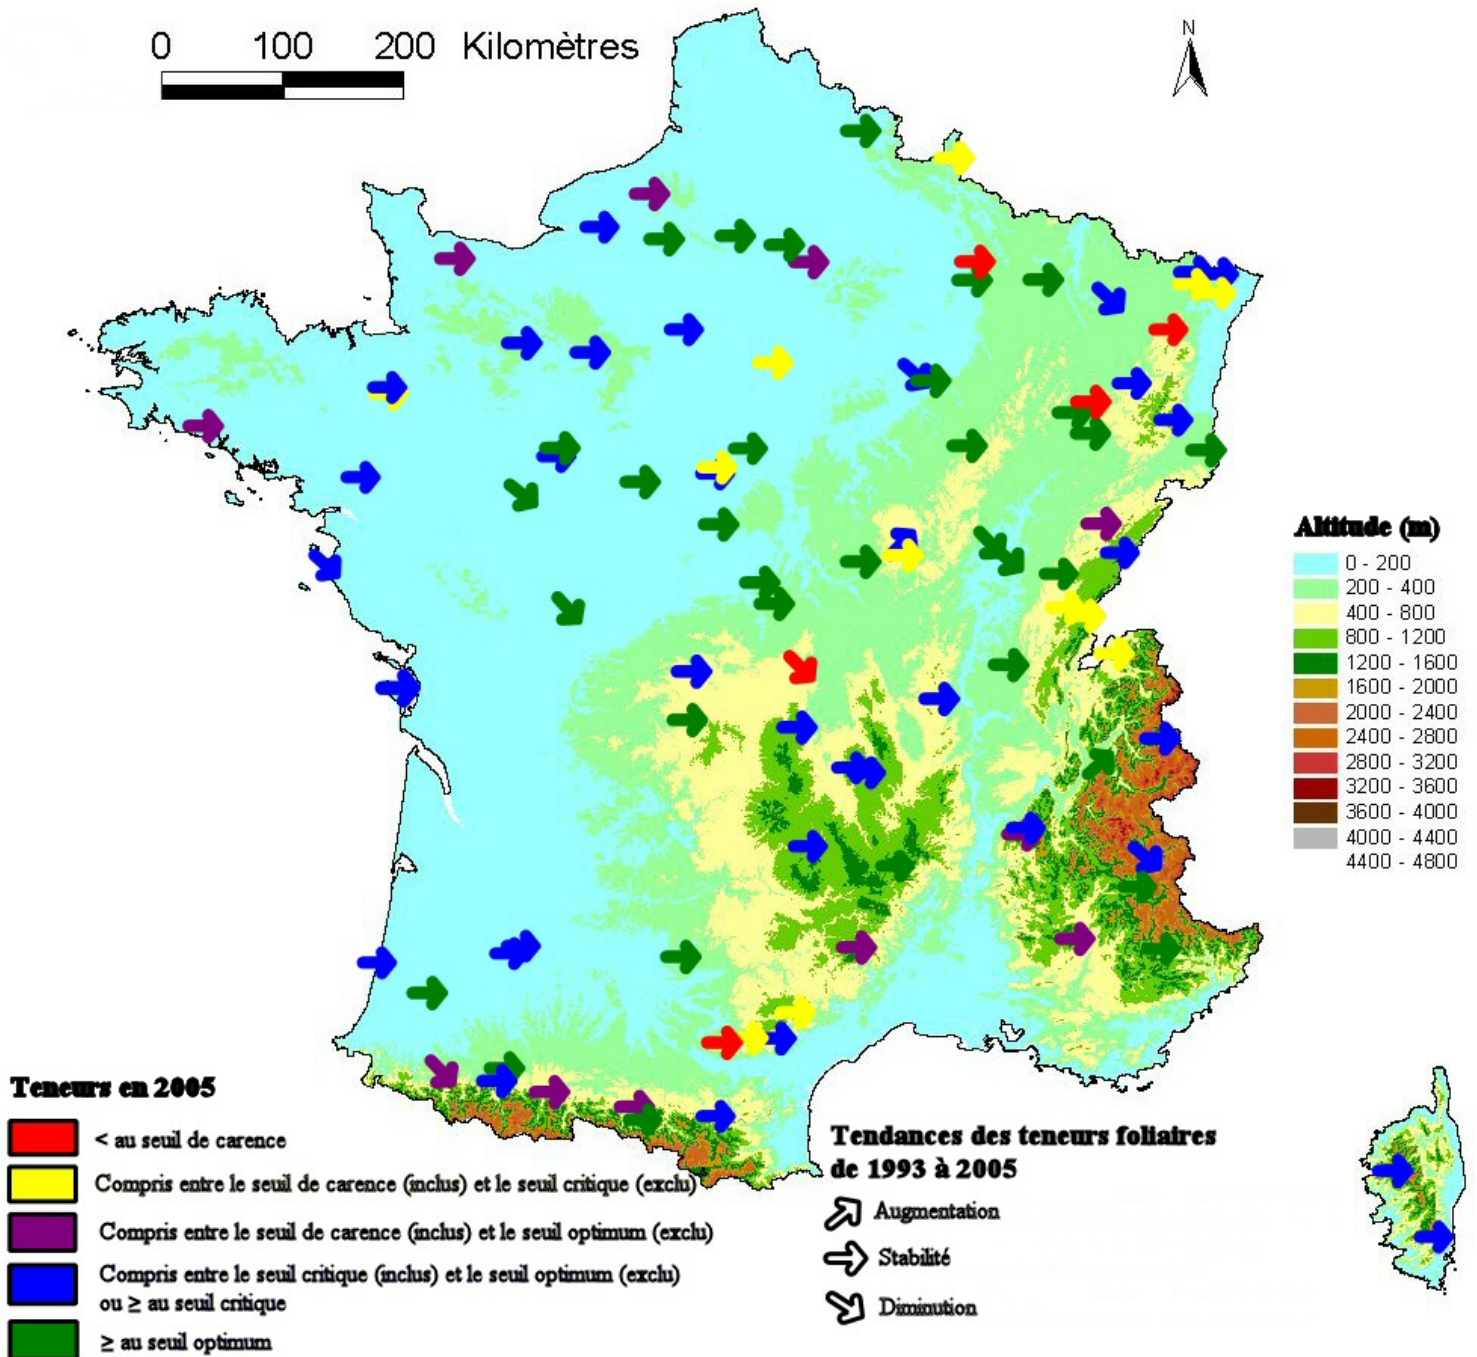 0 100 200 Kilomètres
N
Altitude (m)
0 - 200
200 - 400
400 - 800
800 - 1200
1200 - 1600
1600 - 2000
2000 - 2400
2400 - 2800
2800 - 3200
3200 - 3600
3600 - 4000
4000 - 4400
4400 - 4800
Teneurs en 2005
< au seuil de carence
Compris entre le seuil de carence (inclus) et le seuil critique (exclu)
Compris entre le seuil de carence (inclus) et le seuil optimum (exclu)
Compris entre le seuil critique (inclus) et le seuil optimum (exclu)
ou ≥ au seuil critique
≥ au seuil optimum
Tendances des teneurs foliaires
de 1993 à 2005
Augmentation
Stabilité
Diminution